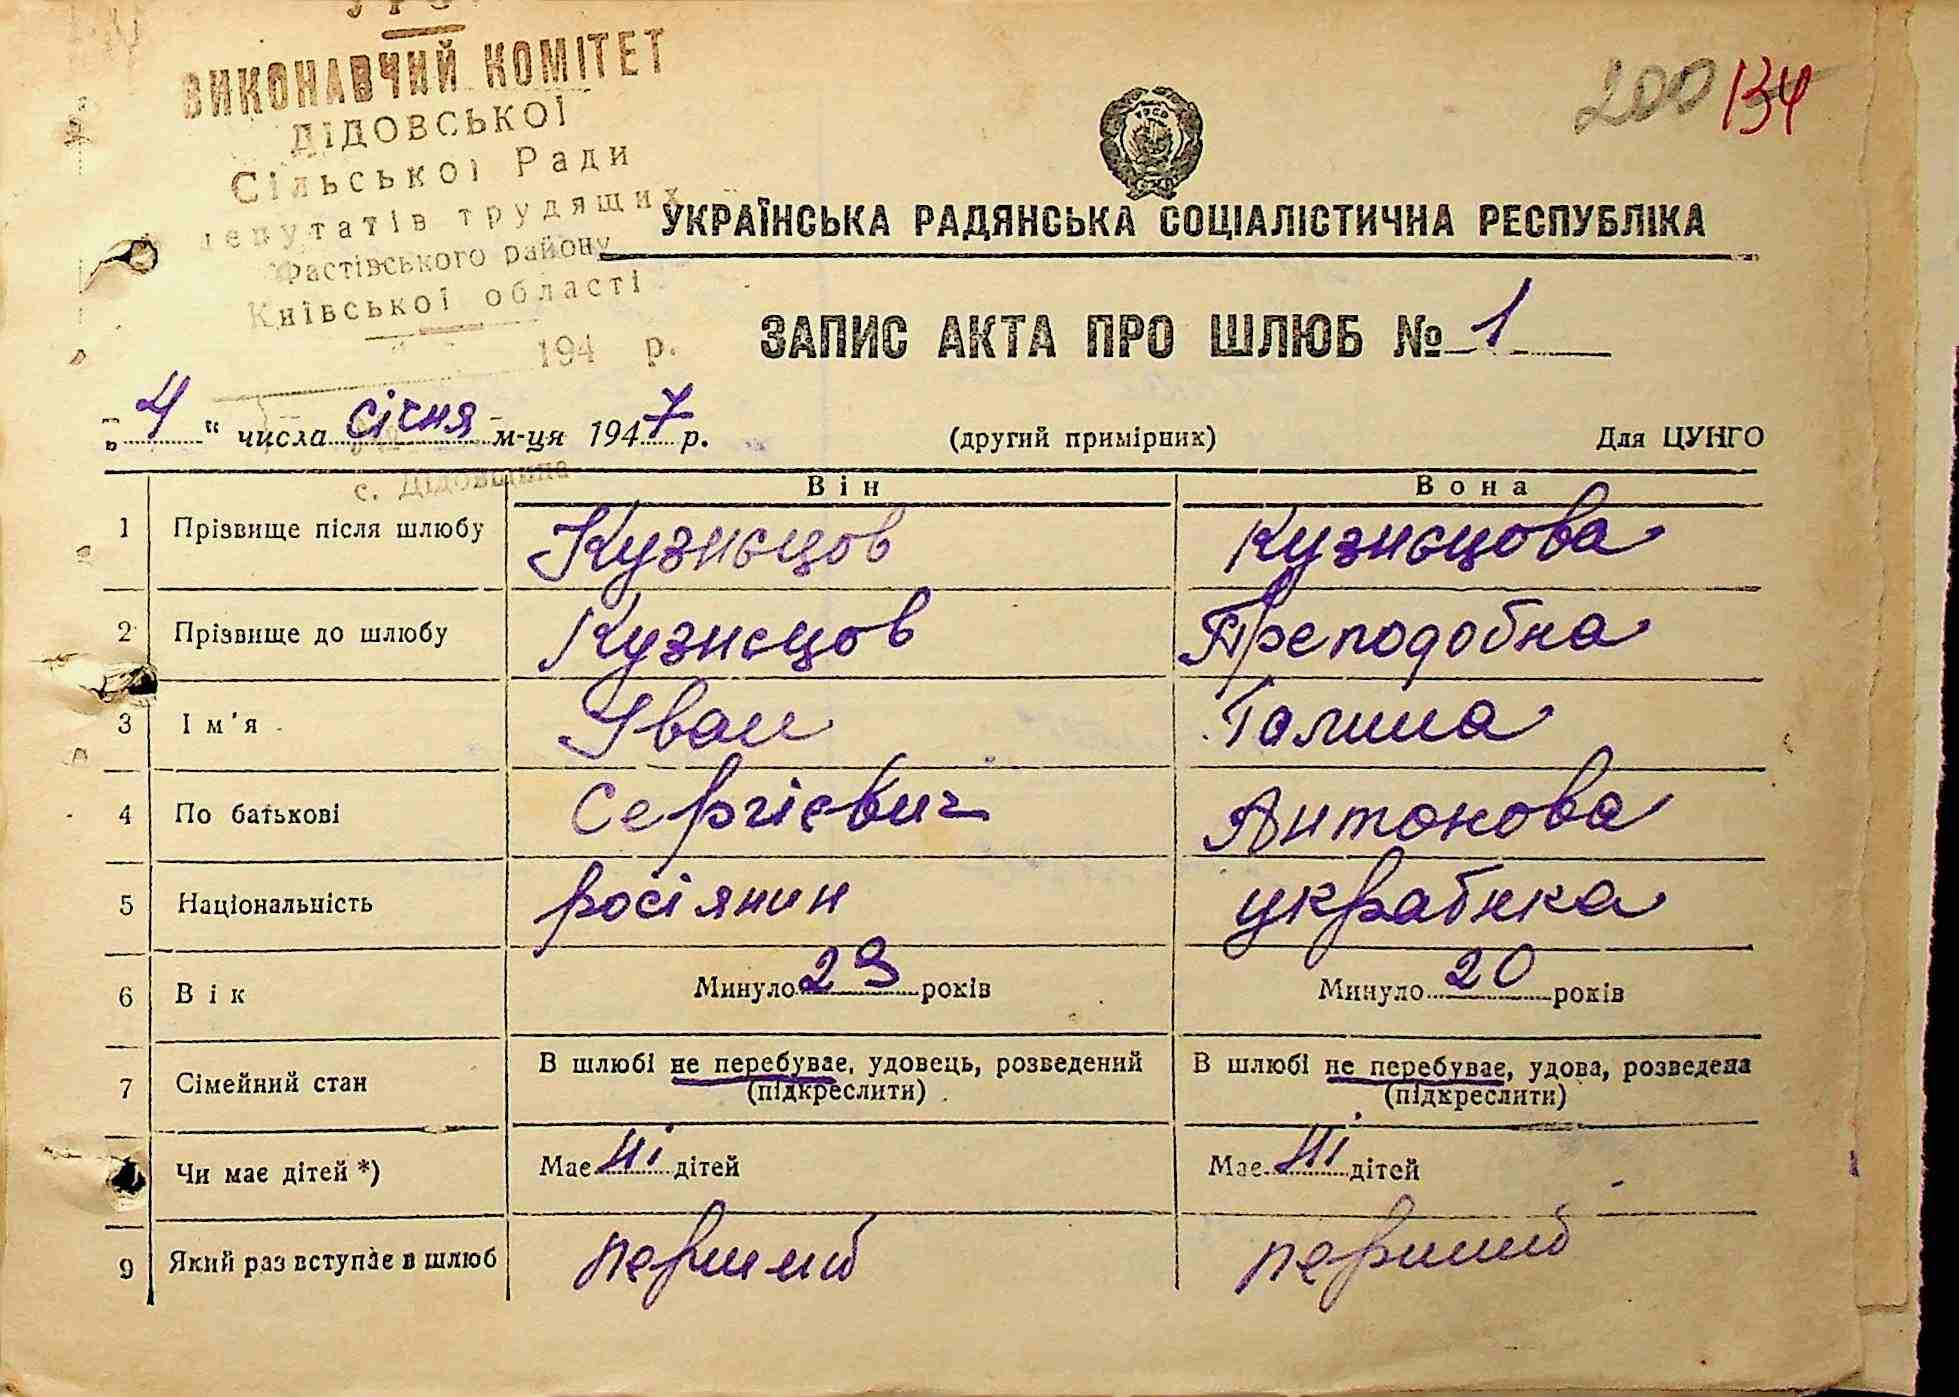 УРСР
ВИКОНАВЧИЙ КОМІТЕТ
ДІДОВСЬКОЇ
Сільської Ради
депутатів трудящих
Фастівського району
Київської області
194 р.
с. Дідовщина
200 134
УРСР
УКРАЇНСЬКА РАДЯНСЬКА СОЦІАЛІСТИЧНА РЕСПУБЛІКА
ЗАПИС АКТА ПРО ШЛЮБ № 1
„4“ числа січня м-ця 1947 р. (другий примірник) Для ЦУНГО
Він Вона
1 Прізвище після шлюбу Кузнєцов Кузнєцова
2 Прізвище до шлюбу Кузнєцов Преподобна
3 Ім'я Іван Галина
4 По батькові Сергієвич Антонова
5 Національність росіянин українка
6 Вік Минуло 23 років Минуло 20 років
7 Сімейний стан В шлюбі не перебуває, удовець, розведений (підкреслити) В шлюбі не перебуває, удова, розведена (підкреслити)
Чи має дітей *) Має ні дітей Має ні дітей
9 Який раз вступає в шлюб перший перший